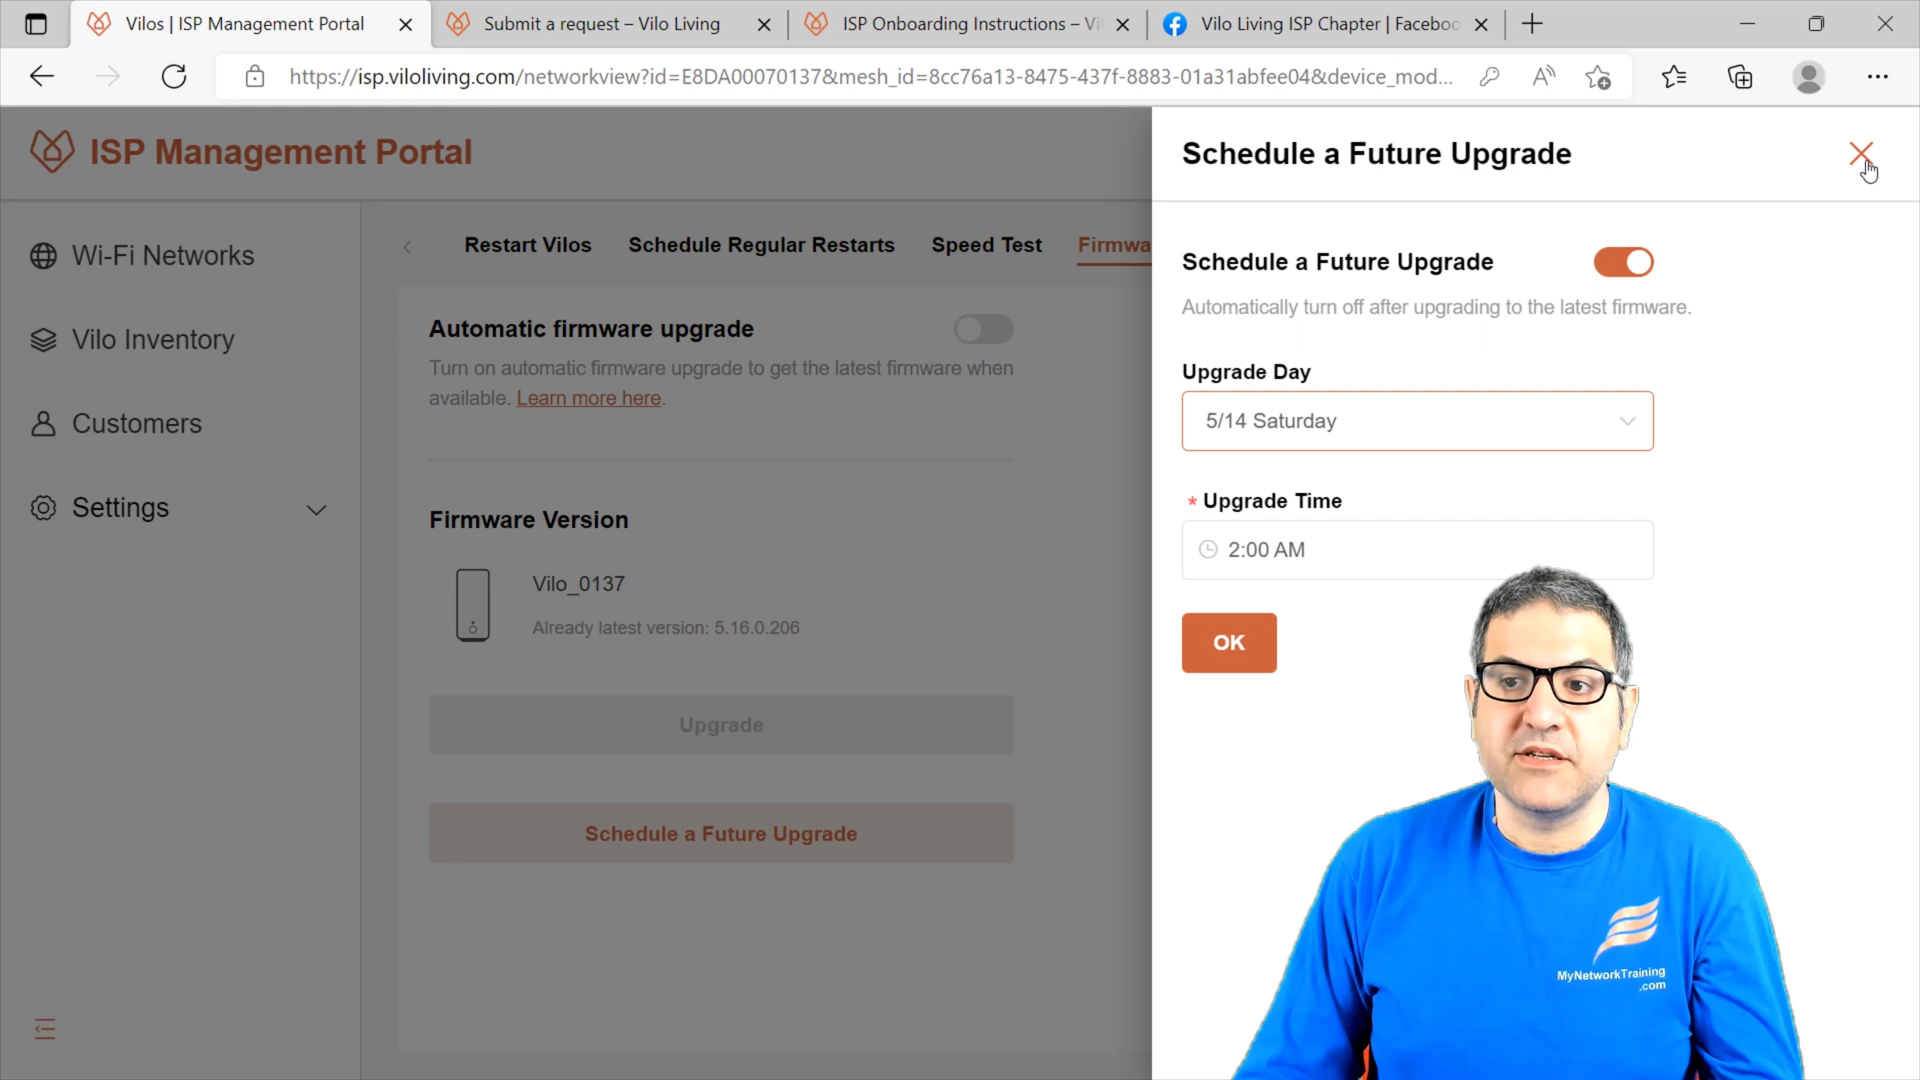 Vilos | ISP Management Portal
Submit a request – Vilo Living
ISP Onboarding Instructions – Vi
Vilo Living ISP Chapter | Faceboo
https://isp.viloliving.com/networkview?id=E8DA00070137&mesh_id=8cc76a13-8475-437f-8883-01a31abfee04&device_mod...
ISP Management Portal
Wi-Fi Networks
Vilo Inventory
Customers
Settings
Restart Vilos
Schedule Regular Restarts
Speed Test
Firmwa
Automatic firmware upgrade
Turn on automatic firmware upgrade to get the latest firmware when
available. Learn more here.
Firmware Version
Vilo_0137
Already latest version: 5.16.0.206
Upgrade
Schedule a Future Upgrade
Schedule a Future Upgrade
Schedule a Future Upgrade
Automatically turn off after upgrading to the latest firmware.
Upgrade Day
5/14 Saturday
* Upgrade Time
2:00 AM
OK
MyNetworkTraining
.com